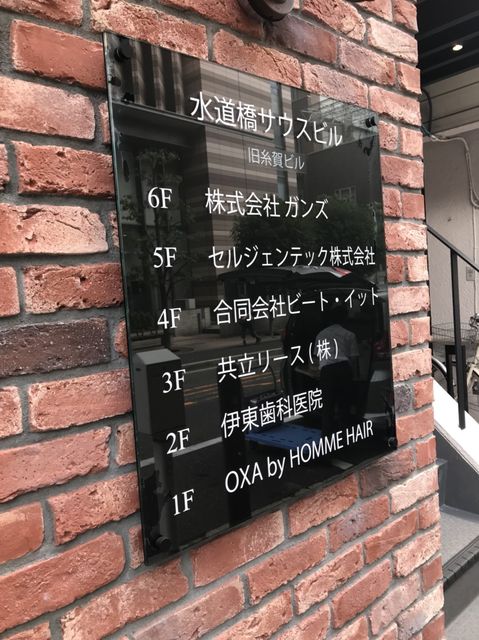 水道橋サウスビル
旧糸賀ビル
6F 株式会社 ガンズ
5F セルジェンテック株式会社
4F 合同会社ビート・イット
3F 共立リース(株)
2F 伊東歯科医院
1F OXA by HOMME HAIR